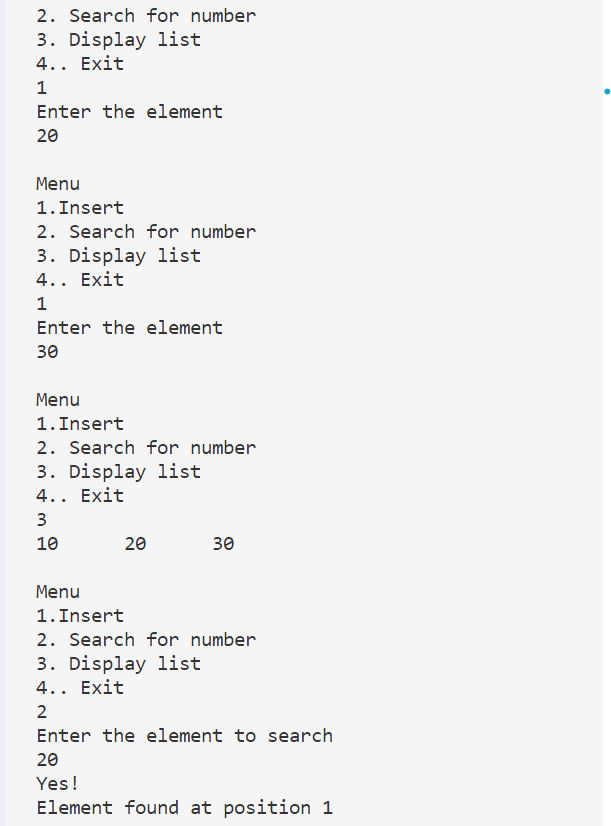 2. Search for number
3. Display list
4.. Exit
1
Enter the element
20
Menu
1.Insert
2. Search for number
3. Display list
4.. Exit
1
Enter the element
30
Menu
1.Insert
2. Search for number
3. Display list
4.. Exit
3
10      20      30
Menu
1.Insert
2. Search for number
3. Display list
4.. Exit
2
Enter the element to search
20
Yes!
Element found at position 1